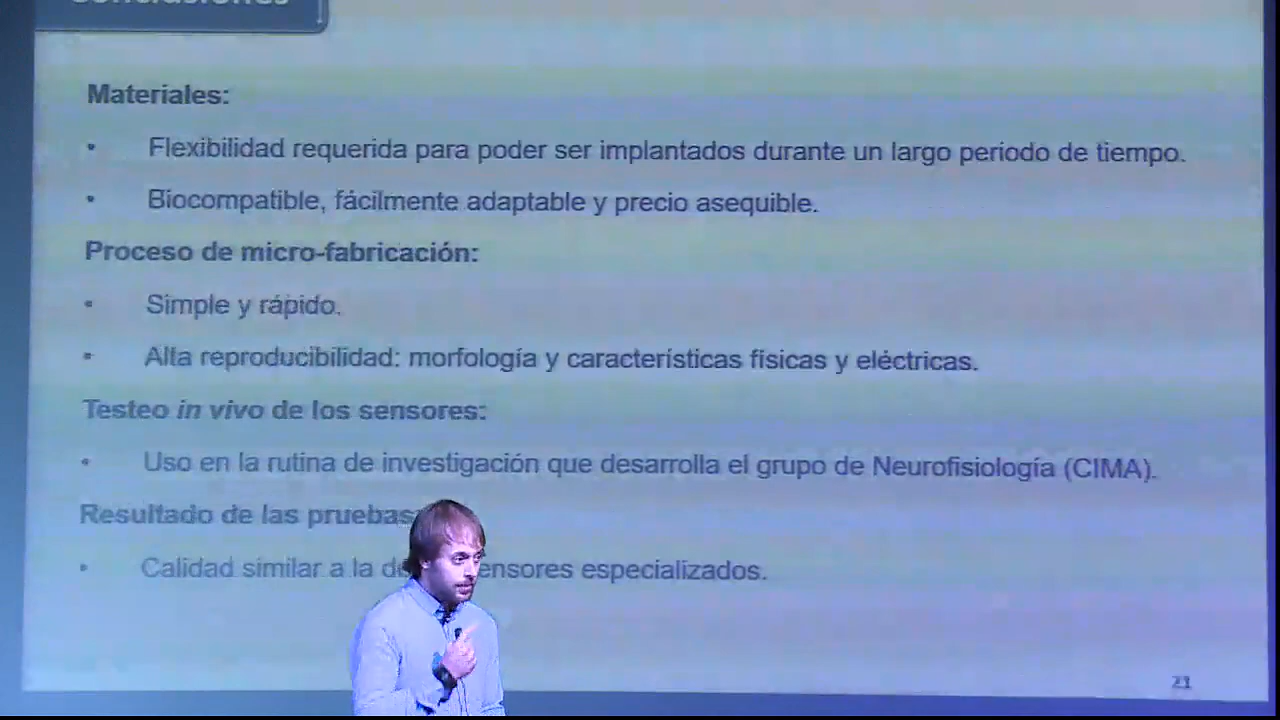 Conclusiones
Materiales:
• Flexibilidad requerida para poder ser implantados durante un largo periodo de tiempo.
• Biocompatible, fácilmente adaptable y precio asequible.
Proceso de micro-fabricación:
• Simple y rápido.
• Alta reproducibilidad: morfología y características físicas y eléctricas.
Testeo in vivo de los sensores:
• Uso en la rutina de investigación que desarrolla el grupo de Neurofisiología (CIMA).
Resultado de las pruebas
• Calidad similar a la de ensores especializados.
21